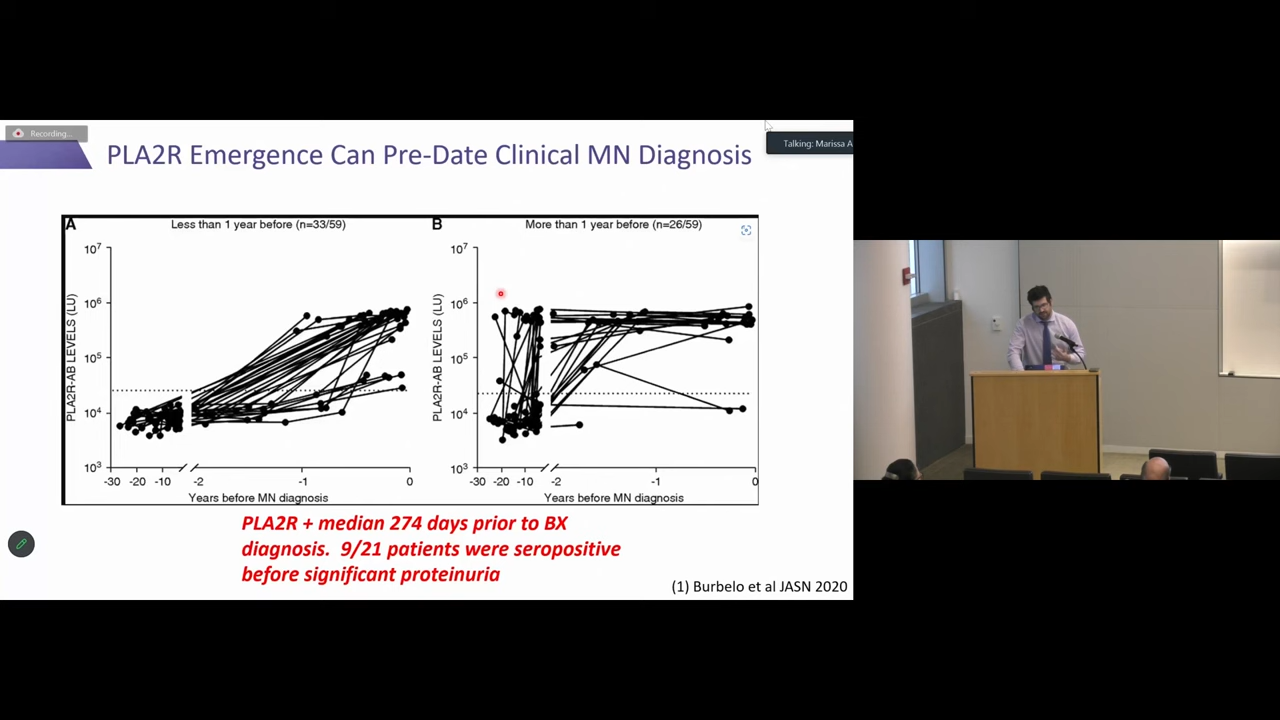 Recording...
PLA2R Emergence Can Pre-Date Clinical MN Diagnosis
Talking: Marissa A
A
Less than 1 year before (n=33/59)
10⁷
10⁶
10⁵
10⁴
10³
PLA2R-AB LEVELS (LU)
-30 -20 -10 -2 -1 0
Years before MN diagnosis
B
More than 1 year before (n=26/59)
10⁷
10⁶
10⁵
10⁴
10³
PLA2R-AB LEVELS (LU)
-30 -20 -10 -2 -1 0
Years before MN diagnosis
PLA2R + median 274 days prior to BX
diagnosis. 9/21 patients were seropositive
before significant proteinuria
(1) Burbelo et al JASN 2020